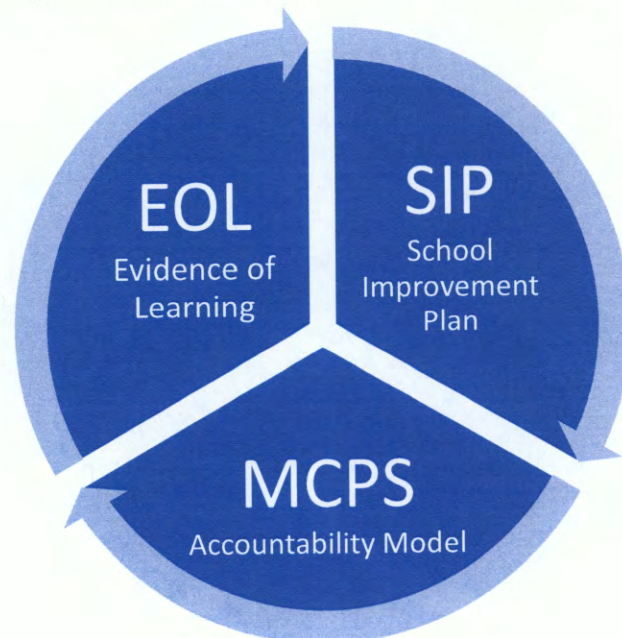 EOL
Evidence of
Learning
SIP
School
Improvement
Plan
MCPS
Accountability Model